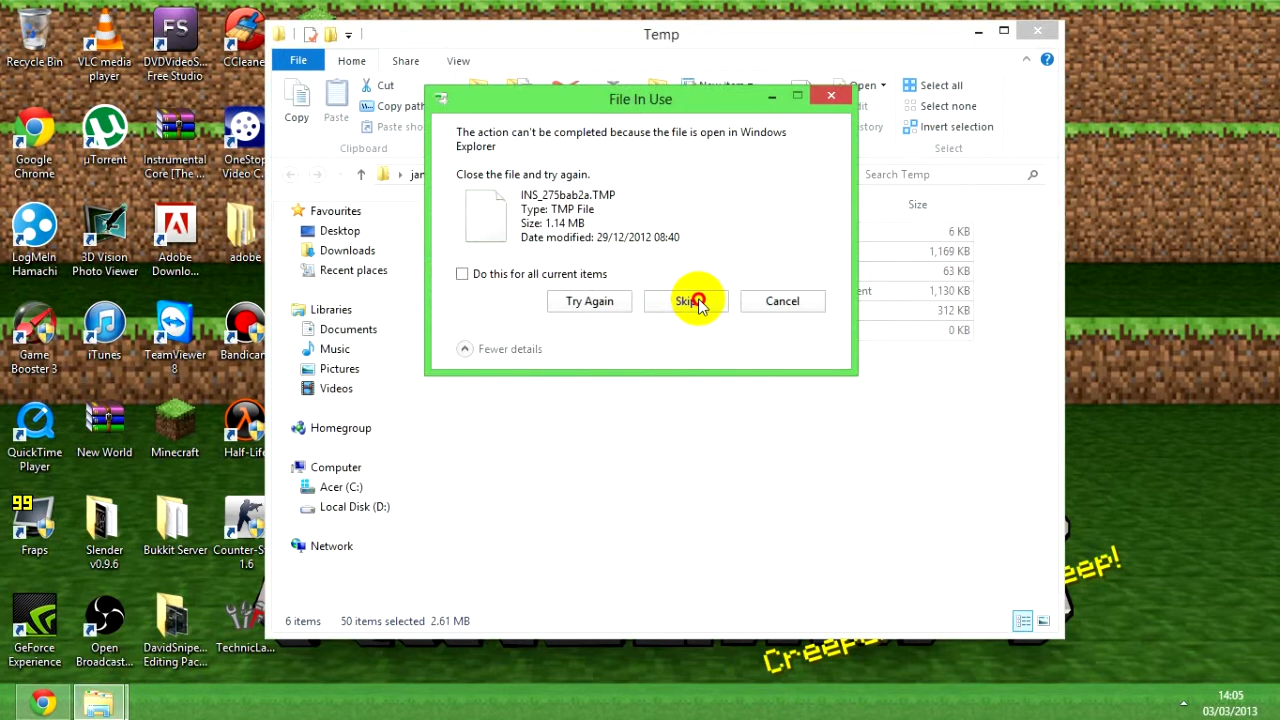 Temp
File
Home
Share
View
Cut
Copy path
Paste sho
Copy
Paste
Clipboard
Open
Select all
Select none
Invert selection
Select
Search Temp
Size
6 KB
1,169 KB
63 KB
1,130 KB
312 KB
0 KB
File In Use
The action can't be completed because the file is open in Windows
Explorer
Close the file and try again.
INS_275bab2a.TMP
Type: TMP File
Size: 1.14 MB
Date modified: 29/12/2012 08:40
Do this for all current items
Try Again
Skip
Cancel
Fewer details
Favourites
Desktop
Downloads
Recent places
Libraries
Documents
Music
Pictures
Videos
Homegroup
Computer
Acer (C:)
Local Disk (D:)
Network
6 items
50 items selected 2.61 MB
Recycle Bin
VLC media
player
FS
DVDVideoS...
Free Studio
CCleane
Google
Chrome
µTorrent
Instrumental
Core [The ...
OneStop
Video C...
LogMeIn
Hamachi
3D Vision
Photo Viewer
Adobe
Downlo...
adobe
Game
Booster 3
iTunes
TeamViewer
8
Bandica
QuickTime
Player
New World
Minecraft
Half-Life
99
Fraps
Slender
v0.9.6
Bukkit Server
Counter-S
1.6
GeForce
Experience
Open
Broadcast...
DavidSnipe...
Editing Pac...
TechnicLa...
Creepe
eep!
14:05
03/03/2013